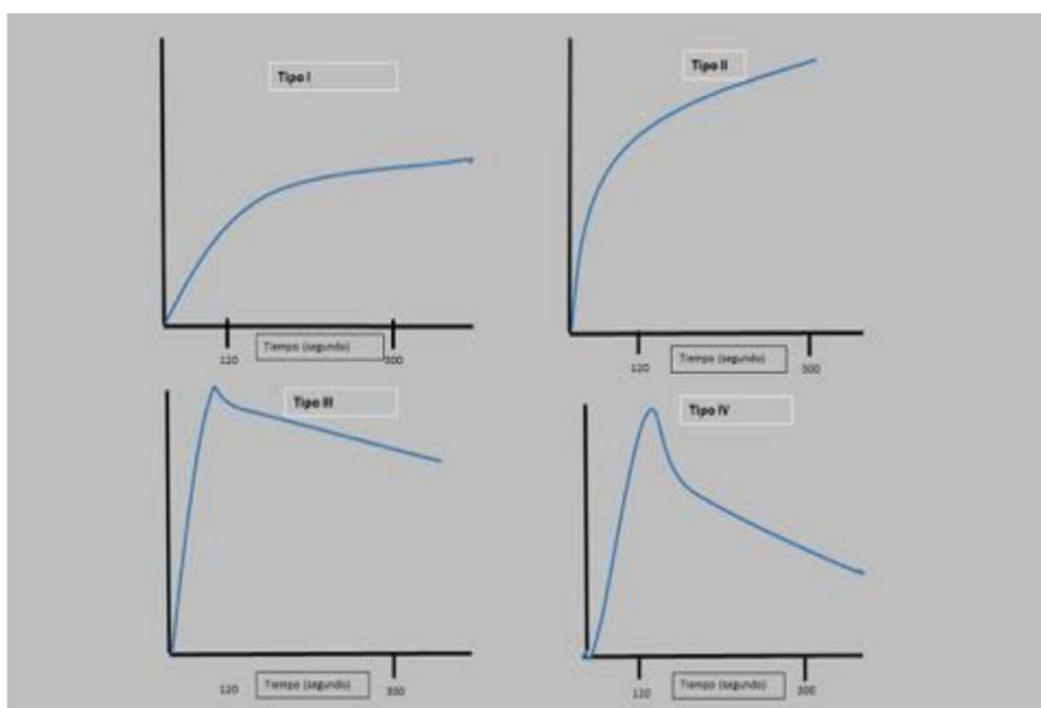 Tipo I
120
Tiempo (segundo)
300
Tipo II
120
Tiempo (segundo)
300
Tipo III
120
Tiempo (segundo)
300
Tipo IV
120
Tiempo (segundo)
300